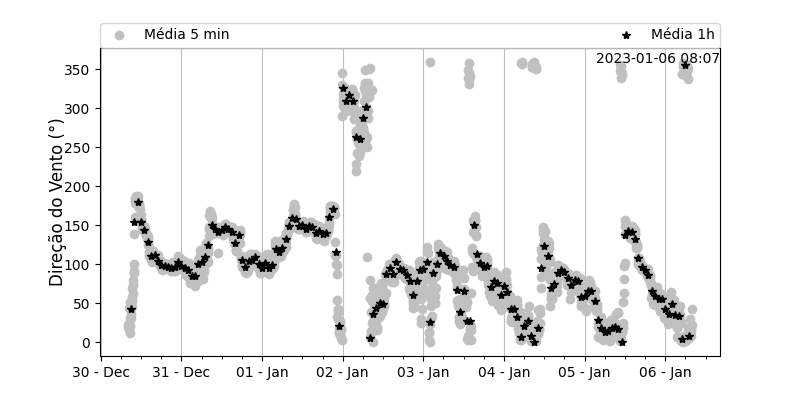 Média 5 min
Média 1h
2023-01-06 08:07
Direção do Vento (°)
350
300
250
200
150
100
50
0
30 - Dec
31 - Dec
01 - Jan
02 - Jan
03 - Jan
04 - Jan
05 - Jan
06 - Jan